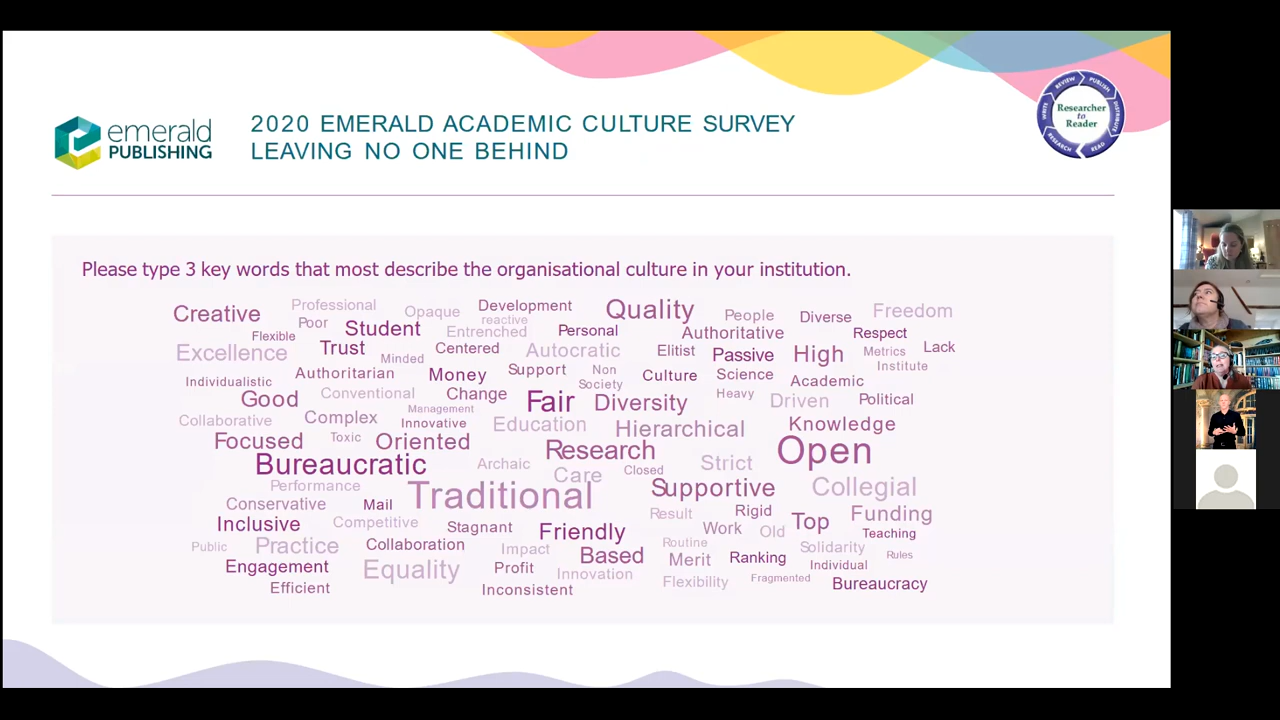 emerald
PUBLISHING
2020 EMERALD ACADEMIC CULTURE SURVEY
LEAVING NO ONE BEHIND
WRITE REVIEW PUBLISH DISTRIBUTE READ RESEARCH
Researcher
to
Reader
Please type 3 key words that most describe the organisational culture in your institution.
Creative Professional Opaque Development Quality People Diverse Freedom
Flexible Poor Student Entrenched reactive Personal Authoritative Respect
Excellence Trust Minded Centered Autocratic Elitist Passive High Metrics Lack
Individualistic Authoritarian Money Support Non Society Culture Science Academic Institute
Good Conventional Change Fair Diversity Heavy Driven Political
Collaborative Complex Management Innovative Education Hierarchical Knowledge
Focused Toxic Oriented Research Open
Bureaucratic Archaic Care Closed Strict
Performance Traditional Supportive Collegial
Conservative Mail Result Rigid Funding
Inclusive Competitive Stagnant Friendly Work Old Top Teaching
Public Practice Collaboration Impact Based Routine Merit Ranking Solidarity Rules
Engagement Equality Profit Innovation Flexibility Fragmented Individual
Efficient Inconsistent Bureaucracy